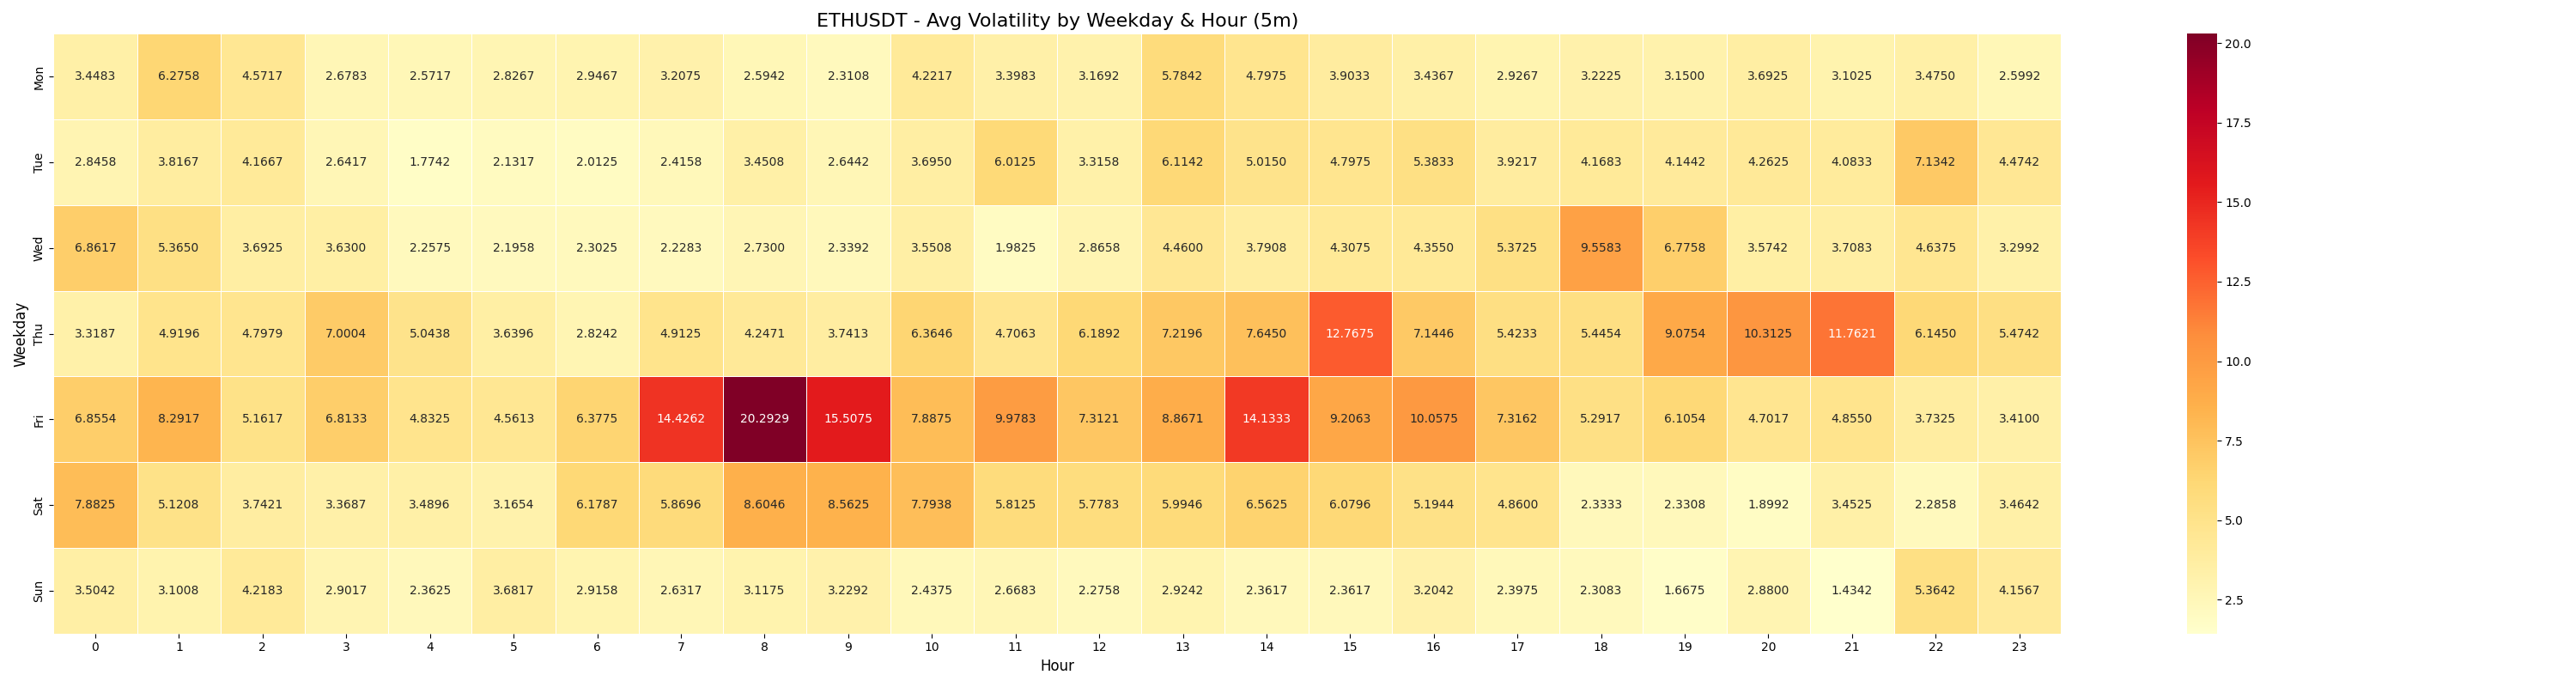 ETHUSDT - Avg Volatility by Weekday & Hour (5m)
Weekday
Mon 3.4483 6.2758 4.5717 2.6783 2.5717 2.8267 2.9467 3.2075 2.5942 2.3108 4.2217 3.3983 3.1692 5.7842 4.7975 3.9033 3.4367 2.9267 3.2225 3.1500 3.6925 3.1025 3.4750 2.5992
Tue 2.8458 3.8167 4.1667 2.6417 1.7742 2.1317 2.0125 2.4158 3.4508 2.6442 3.6950 6.0125 3.3158 6.1142 5.0150 4.7975 5.3833 3.9217 4.1683 4.1442 4.2625 4.0833 7.1342 4.4742
Wed 6.8617 5.3650 3.6925 3.6300 2.2575 2.1958 2.3025 2.2283 2.7300 2.3392 3.5508 1.9825 2.8658 4.4600 3.7908 4.3075 4.3550 5.3725 9.5583 6.7758 3.5742 3.7083 4.6375 3.2992
Thu 3.3187 4.9196 4.7979 7.0004 5.0438 3.6396 2.8242 4.9125 4.2471 3.7413 6.3646 4.7063 6.1892 7.2196 7.6450 12.7675 7.1446 5.4233 5.4454 9.0754 10.3125 11.7621 6.1450 5.4742
Fri 6.8554 8.2917 5.1617 6.8133 4.8325 4.5613 6.3775 14.4262 20.2929 15.5075 7.8875 9.9783 7.3121 8.8671 14.1333 9.2063 10.0575 7.3162 5.2917 6.1054 4.7017 4.8550 3.7325 3.4100
Sat 7.8825 5.1208 3.7421 3.3687 3.4896 3.1654 6.1787 5.8696 8.6046 8.5625 7.7938 5.8125 5.7783 5.9946 6.5625 6.0796 5.1944 4.8600 2.3333 2.3308 1.8992 3.4525 2.2858 3.4642
Sun 3.5042 3.1008 4.2183 2.9017 2.3625 3.6817 2.9158 2.6317 3.1175 3.2292 2.4375 2.6683 2.2758 2.9242 2.3617 2.3617 3.2042 2.3975 2.3083 1.6675 2.8800 1.4342 5.3642 4.1567
0 1 2 3 4 5 6 7 8 9 10 11 12 13 14 15 16 17 18 19 20 21 22 23
Hour
20.0
17.5
15.0
12.5
10.0
7.5
5.0
2.5